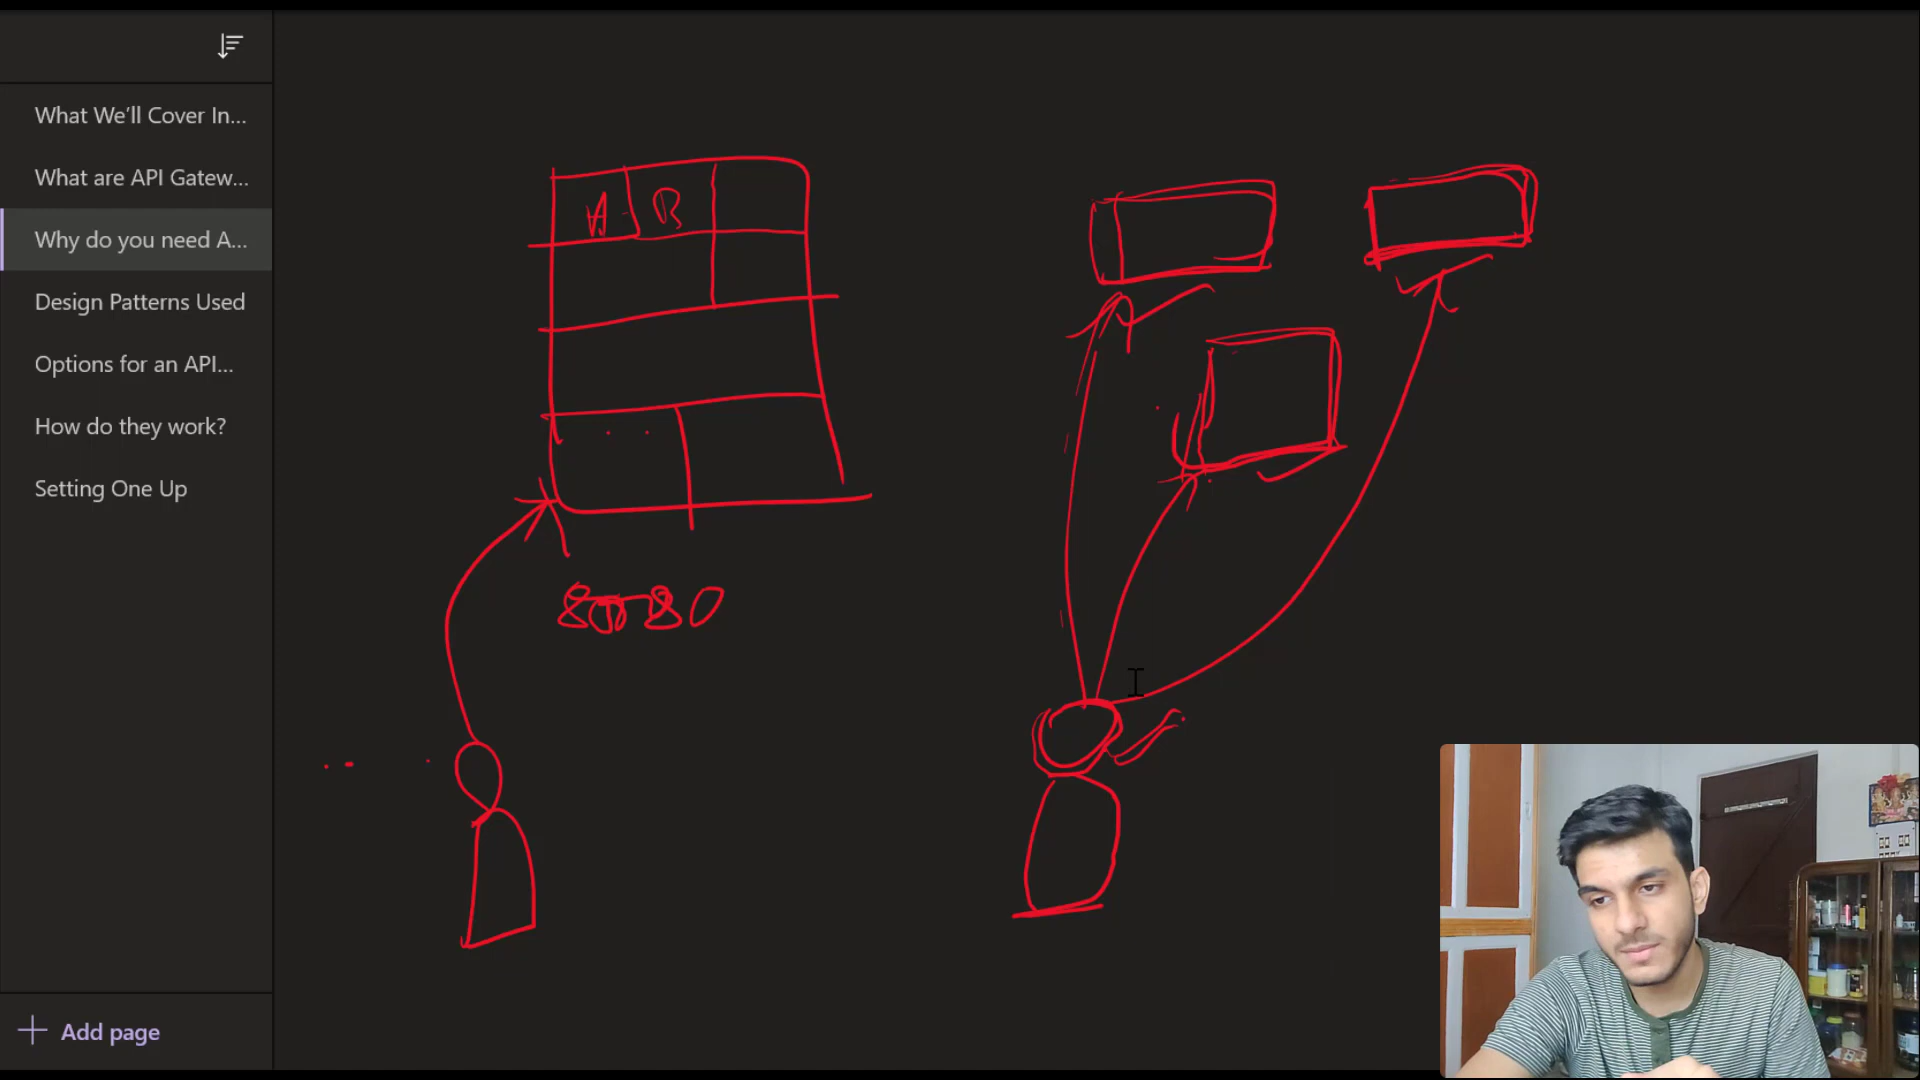 What We'll Cover In...
What are API Gatew...
Why do you need A...
Design Patterns Used
Options for an API...
How do they work?
Setting One Up
Add page
A B
8080